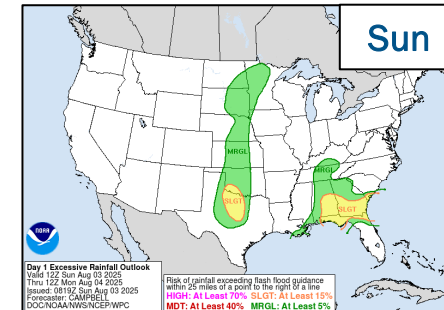 Sun
MRGL
SLGT
MRGL
SLGT
NOAA
Day 1 Excessive Rainfall Outlook
Valid 12Z Sun Aug 03 2025
Thru 12Z Mon Aug 04 2025
Issued: 0819Z Sun Aug 03 2025
Forecaster: CAMPBELL
DOC/NOAA/NWS/NCEP/WPC
Risk of rainfall exceeding flash flood guidance
within 25 miles of a point to the right of a line
HIGH: At Least 70% SLGT: At Least 15%
MDT: At Least 40% MRGL: At Least 5%